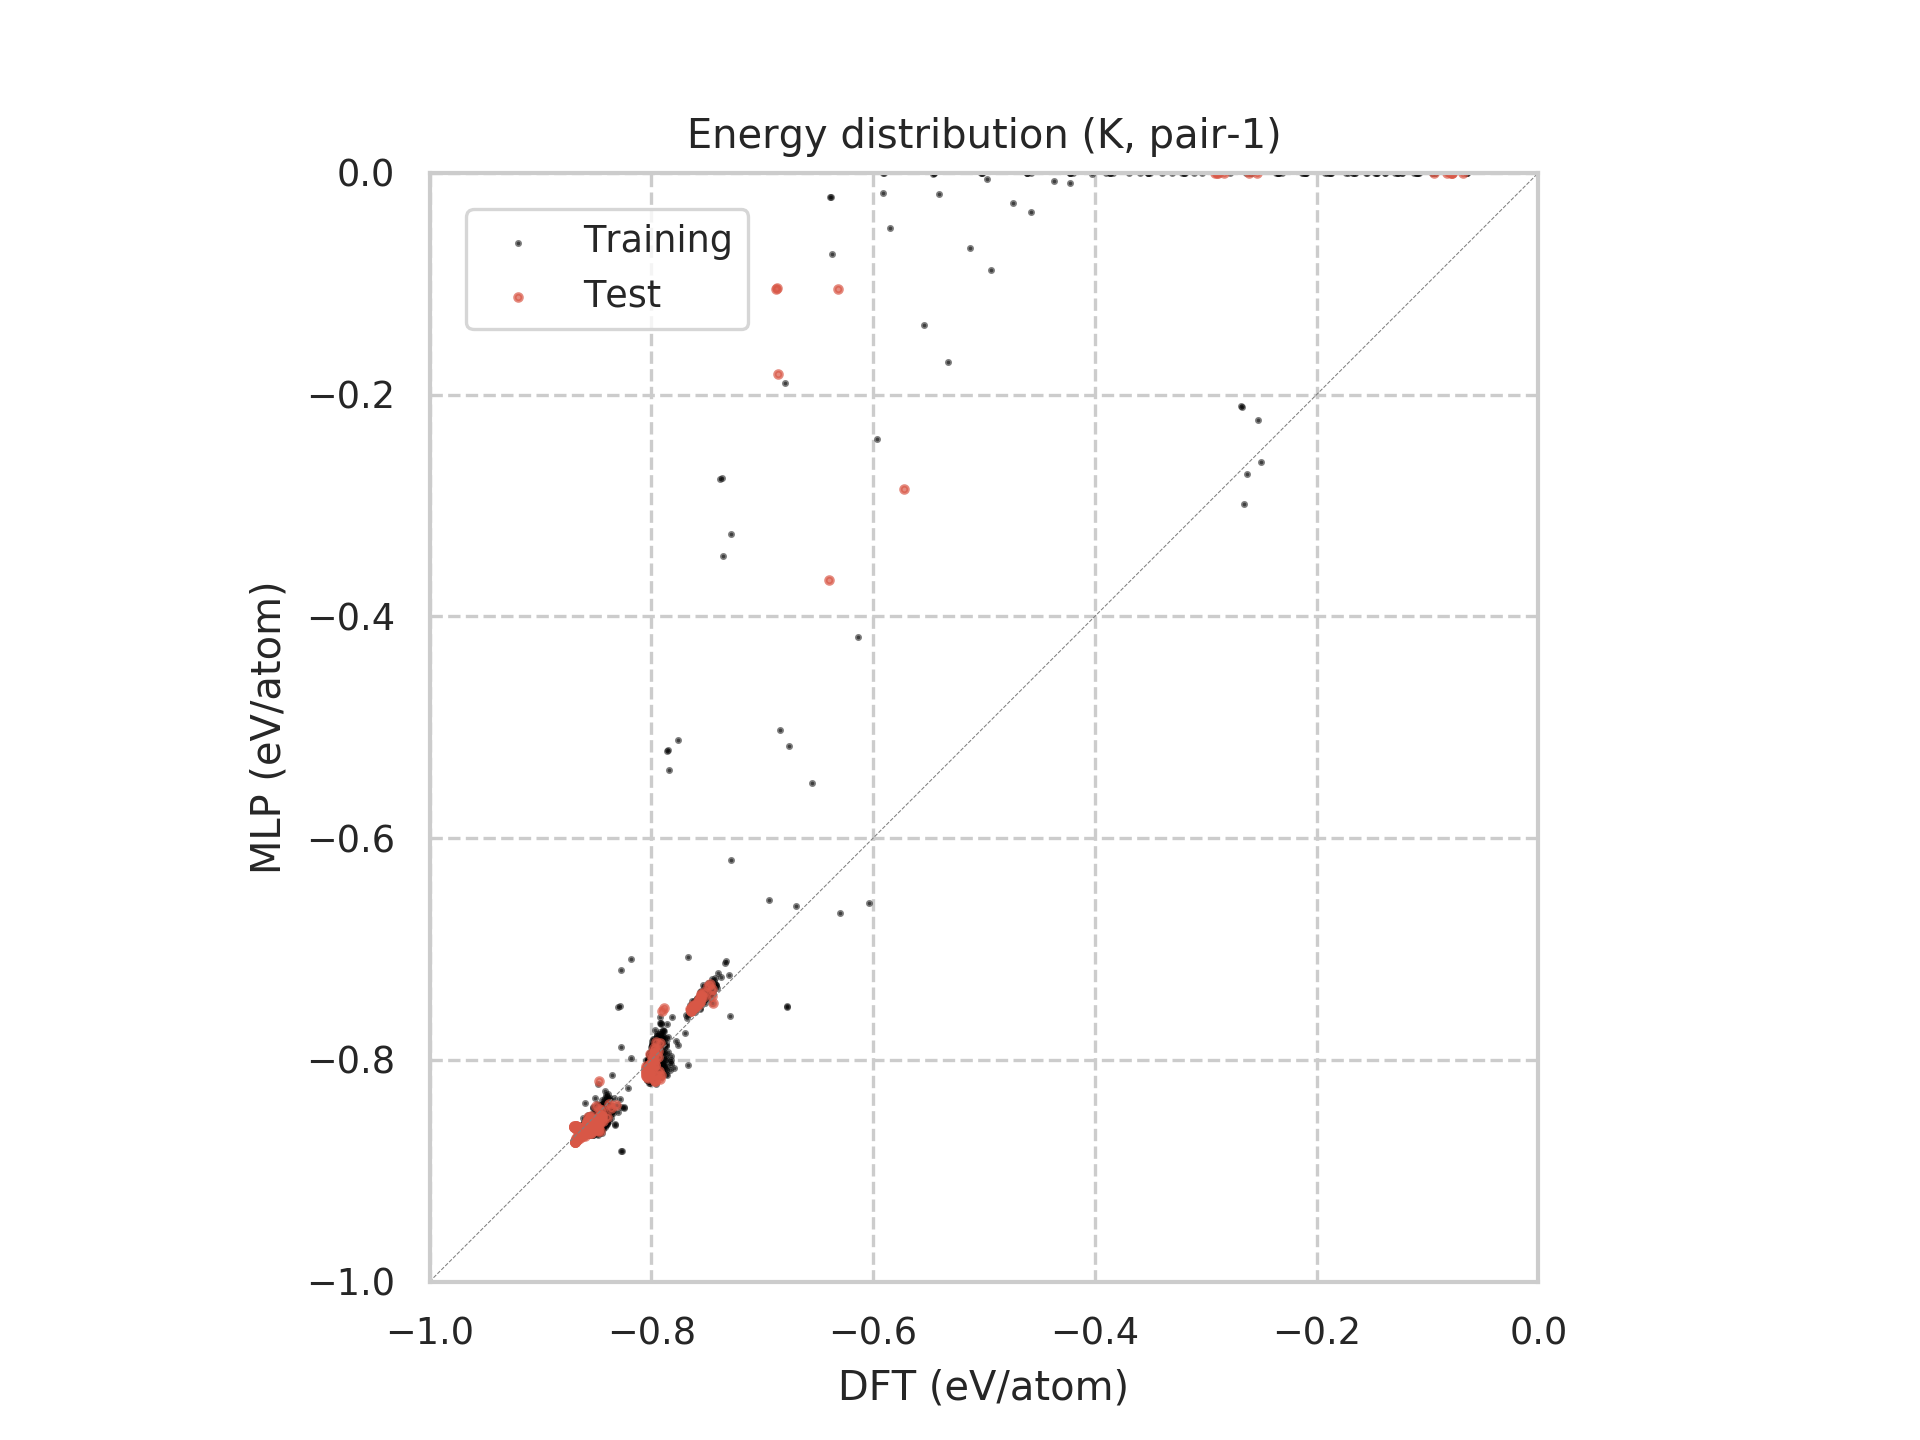 Energy distribution (K, pair-1)
0.0
−0.2
−0.4
−0.6
−0.8
−1.0
Training
Test
MLP (eV/atom)
−1.0 −0.8 −0.6 −0.4 −0.2 0.0
DFT (eV/atom)